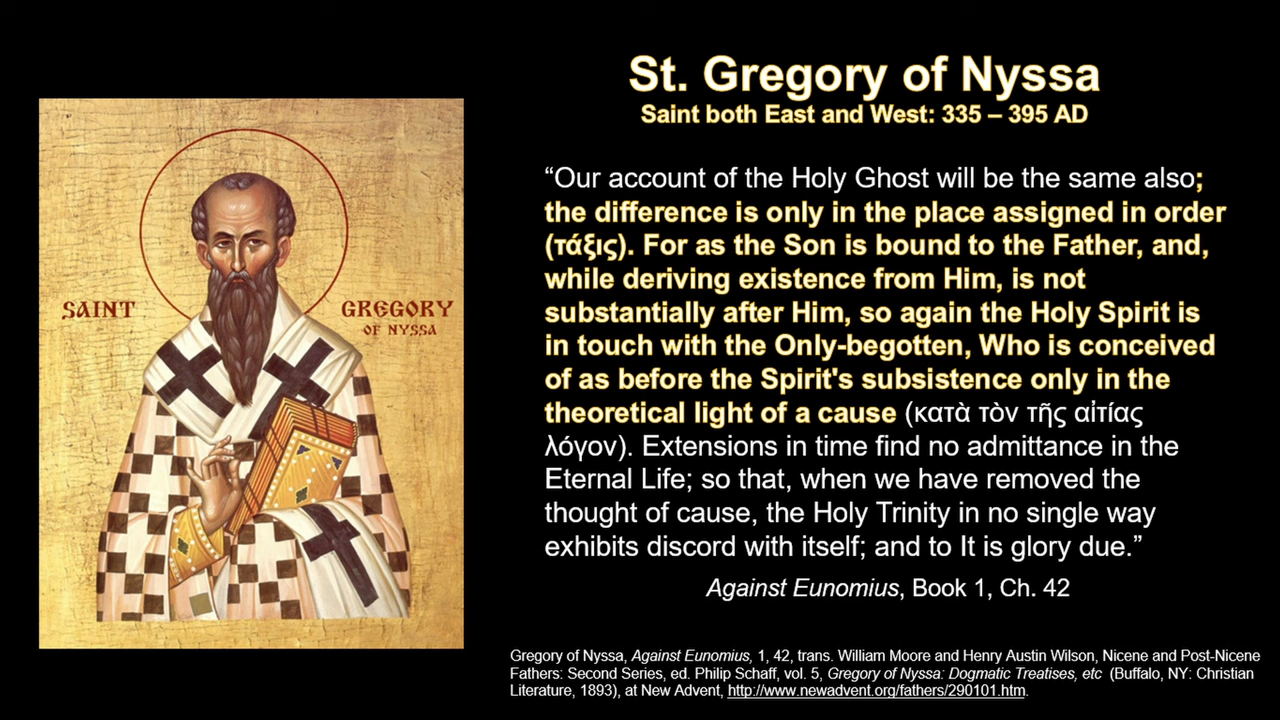 St. Gregory of Nyssa
Saint both East and West: 335 – 395 AD
SAINT
GREGORY
OF NYSSA
“Our account of the Holy Ghost will be the same also;
the difference is only in the place assigned in order
(τάξις). For as the Son is bound to the Father, and,
while deriving existence from Him, is not
substantially after Him, so again the Holy Spirit is
in touch with the Only-begotten, Who is conceived
of as before the Spirit's subsistence only in the
theoretical light of a cause (κατὰ τὸν τῆς αἰτίας
λόγον). Extensions in time find no admittance in the
Eternal Life; so that, when we have removed the
thought of cause, the Holy Trinity in no single way
exhibits discord with itself; and to It is glory due.”
Against Eunomius, Book 1, Ch. 42
Gregory of Nyssa, Against Eunomius, 1, 42, trans. William Moore and Henry Austin Wilson, Nicene and Post-Nicene
Fathers: Second Series, ed. Philip Schaff, vol. 5, Gregory of Nyssa: Dogmatic Treatises, etc (Buffalo, NY: Christian
Literature, 1893), at New Advent, http://www.newadvent.org/fathers/290101.htm.